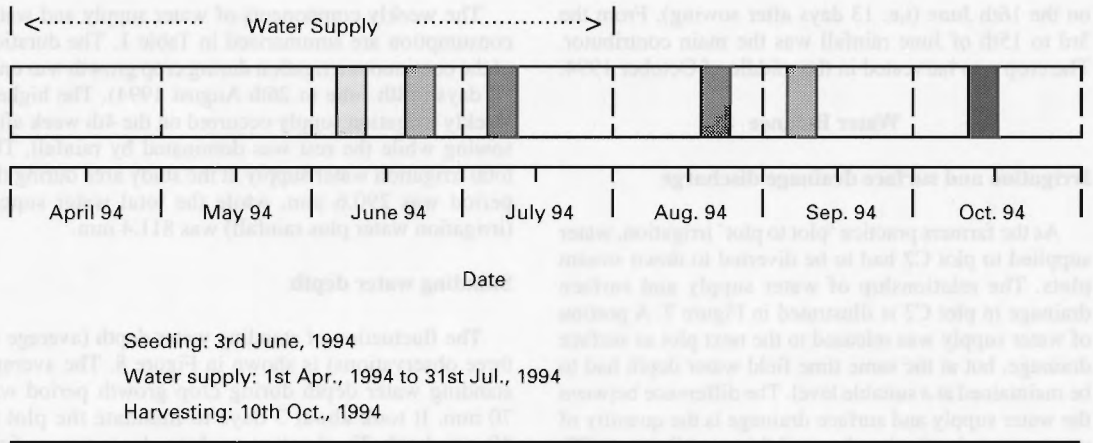 Water Supply
April 94 May 94 June 94 July 94 Aug. 94 Sep. 94 Oct. 94
Date
Seeding: 3rd June, 1994
Water supply: 1st Apr., 1994 to 31st Jul., 1994
Harvesting: 10th Oct., 1994